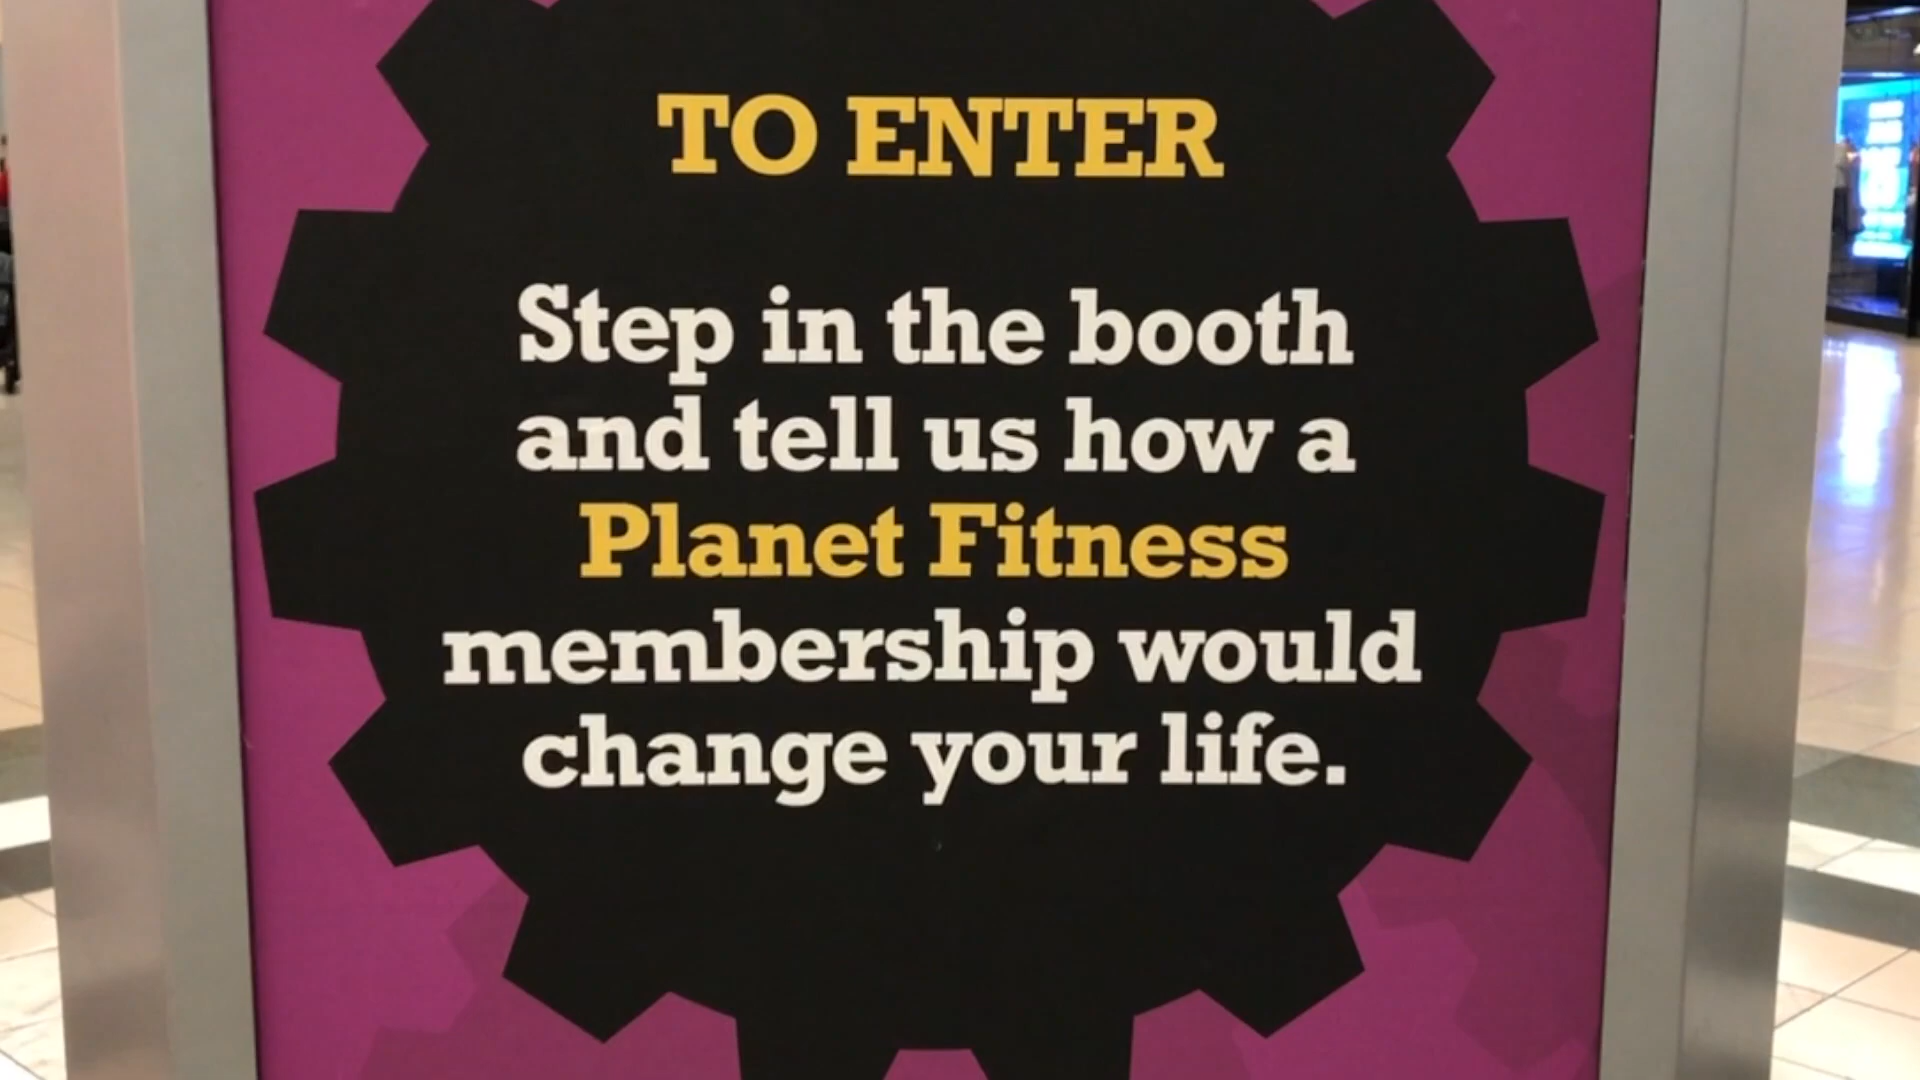 TO ENTER
Step in the booth
and tell us how a
Planet Fitness
membership would
change your life.